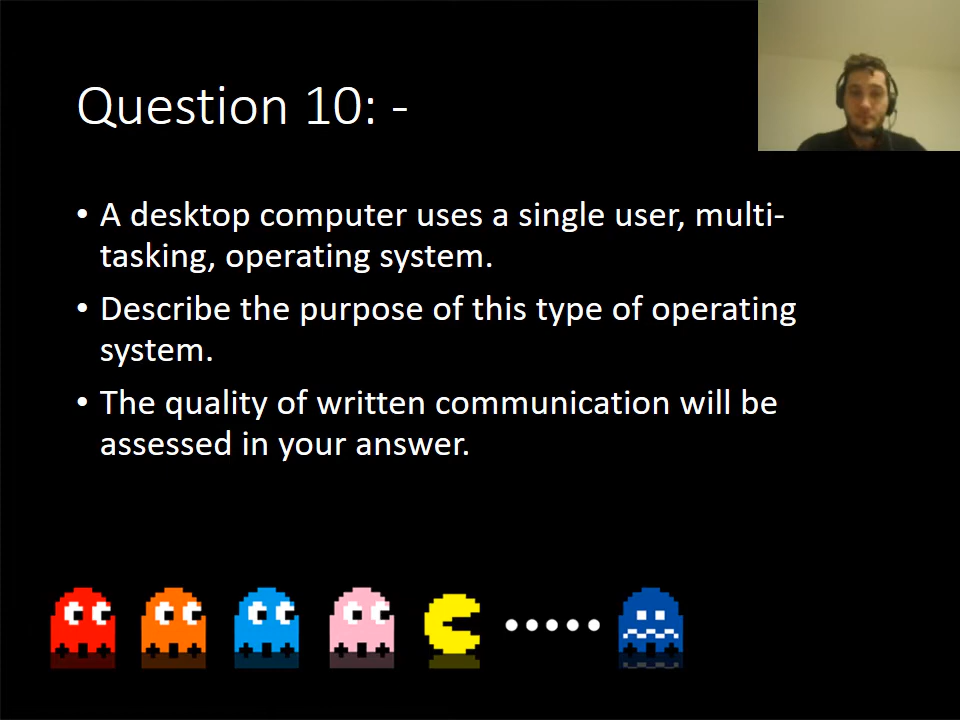 Question 10: -
• A desktop computer uses a single user, multi-
tasking, operating system.
• Describe the purpose of this type of operating
system.
• The quality of written communication will be
assessed in your answer.